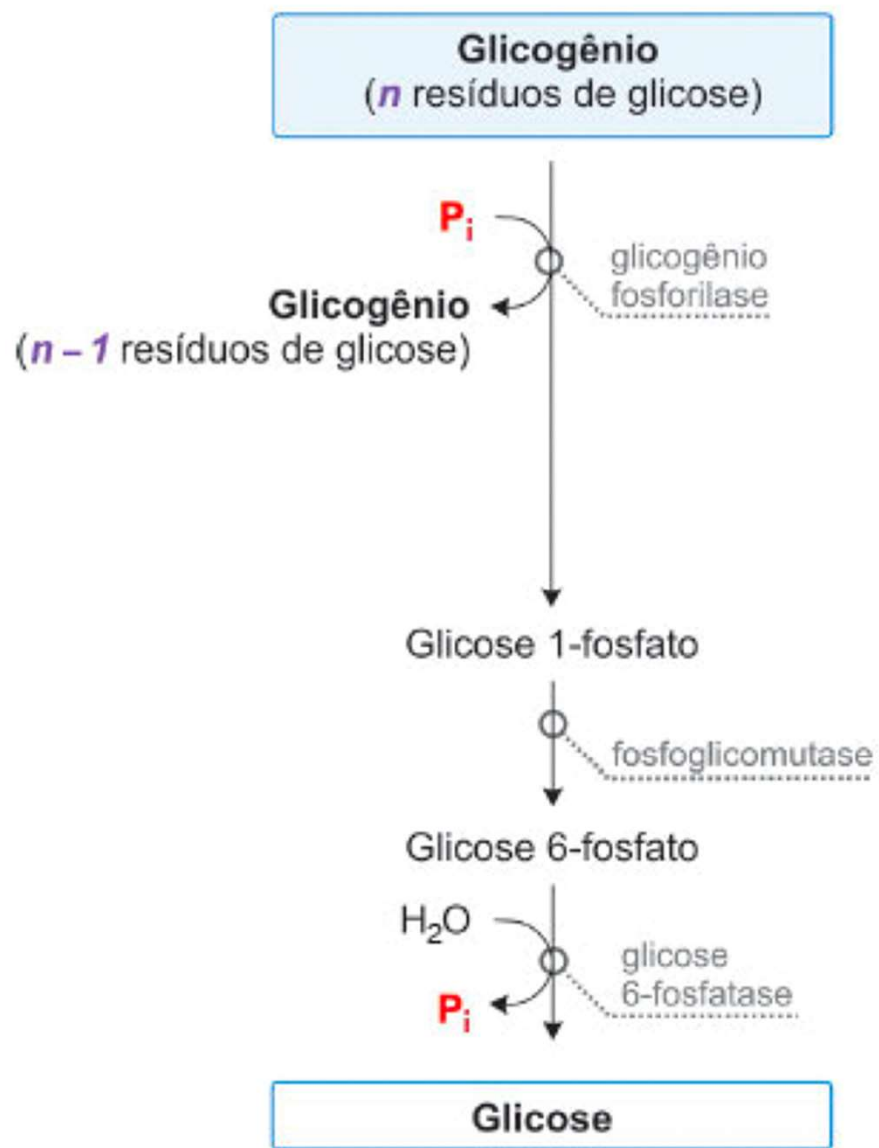 Glicogênio
(n resíduos de glicose)
Pi
glicogênio
fosforilase
Glicogênio
(n – 1 resíduos de glicose)
Glicose 1-fosfato
fosfoglicomutase
Glicose 6-fosfato
H₂O
glicose
6-fosfatase
Pi
Glicose